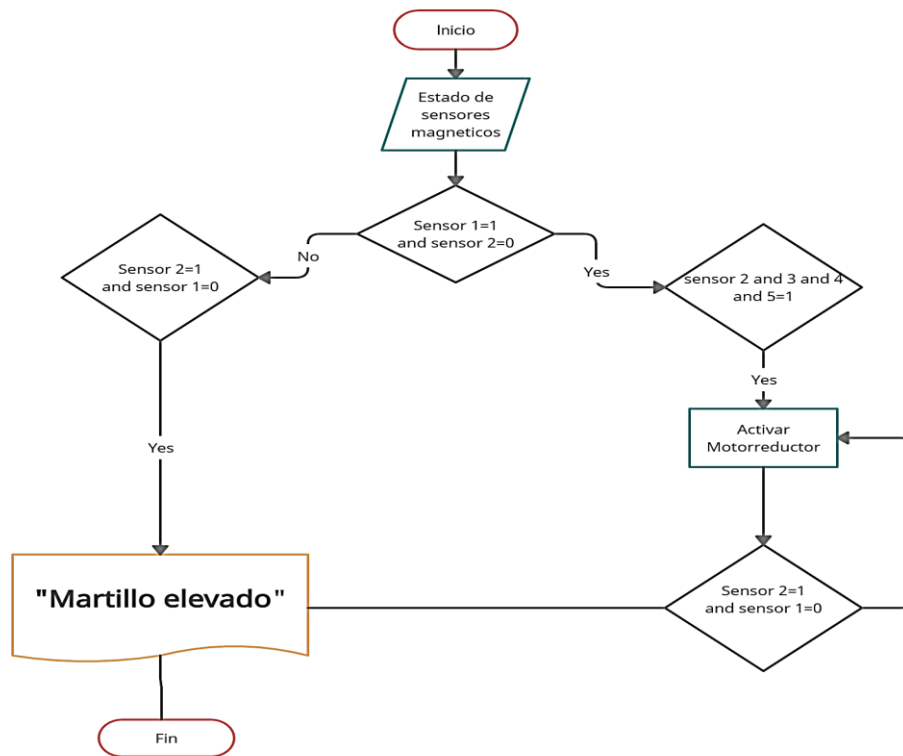 Inicio
Estado de
sensores
magneticos
Sensor 1=1
and sensor 2=0
No
Yes
Sensor 2=1
and sensor 1=0
sensor 2 and 3 and 4
and 5=1
Yes
Yes
Activar
Motorreductor
"Martillo elevado"
Sensor 2=1
and sensor 1=0
Fin